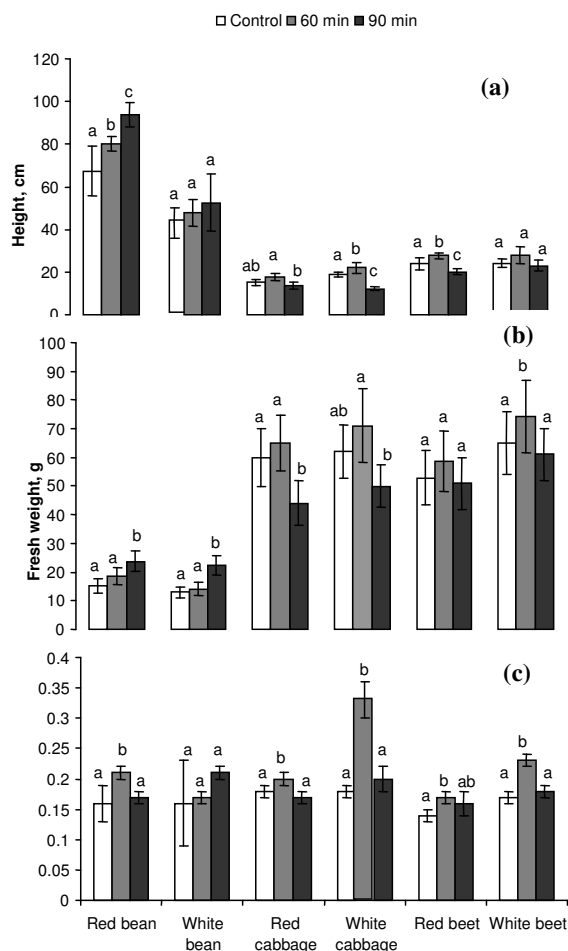 Control 60 min 90 min
(a)
Height, cm
120
100
80
60
40
20
0
a b c
a a a
ab a b
a b c
a b c
a a a
(b)
Fresh weight, g
100
90
80
70
60
50
40
30
20
10
0
a a b
a a b
a a b
ab a b
a a a
a b a
(c)
0.4
0.35
0.3
0.25
0.2
0.15
0.1
0.05
0
a b a
a a a
a b a
a b a
a b ab
a b a
Red bean
White
bean
Red
cabbage
White
cabbage
Red beet
White beet